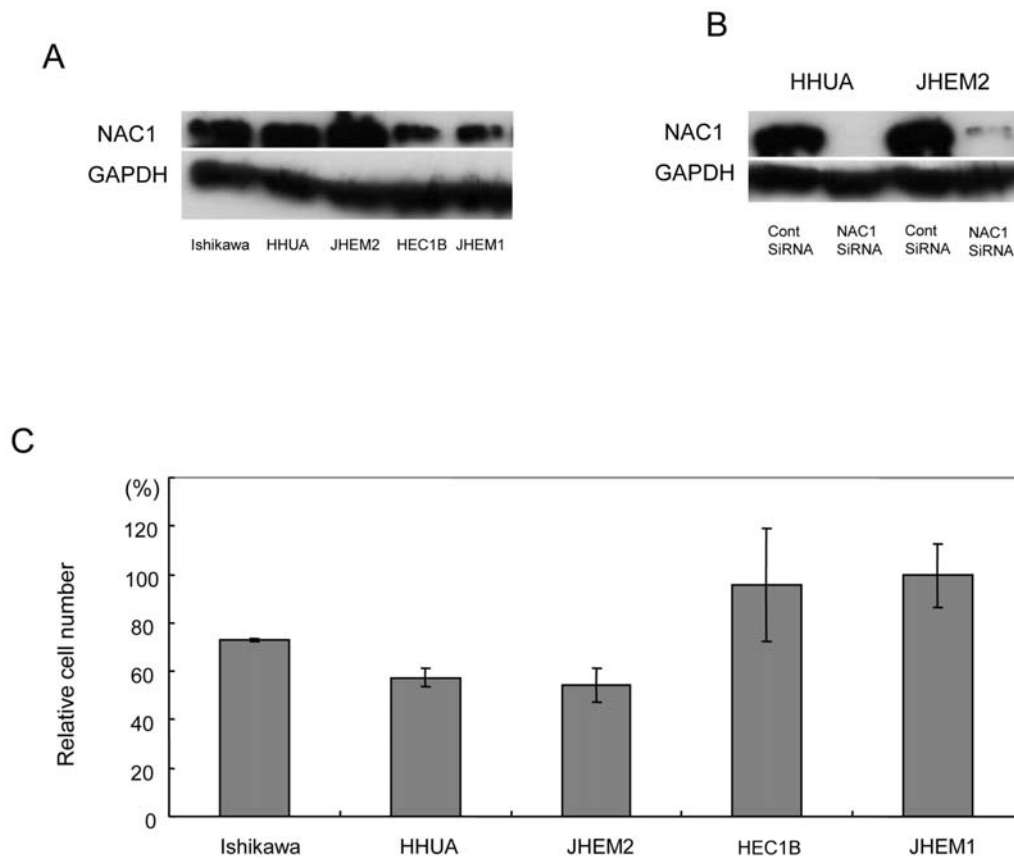 A
NAC1
GAPDH
Ishikawa HHUA JHEM2 HEC1B JHEM1
B
HHUA JHEM2
NAC1
GAPDH
Cont NAC1 Cont NAC1
SiRNA SiRNA SiRNA SiRNA
C
(%)
120
100
80
60
40
20
0
Relative cell number
Ishikawa HHUA JHEM2 HEC1B JHEM1